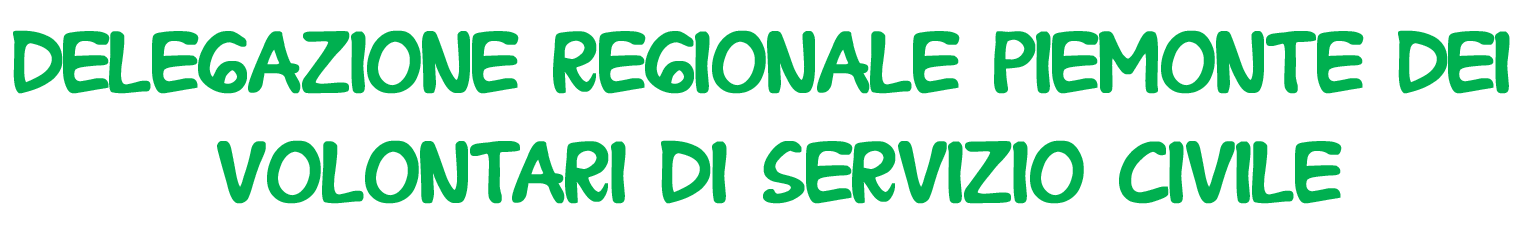 DELEGAZIONE REGIONALE PIEMONTE DEI
VOLONTARI DI SERVIZIO CIVILE